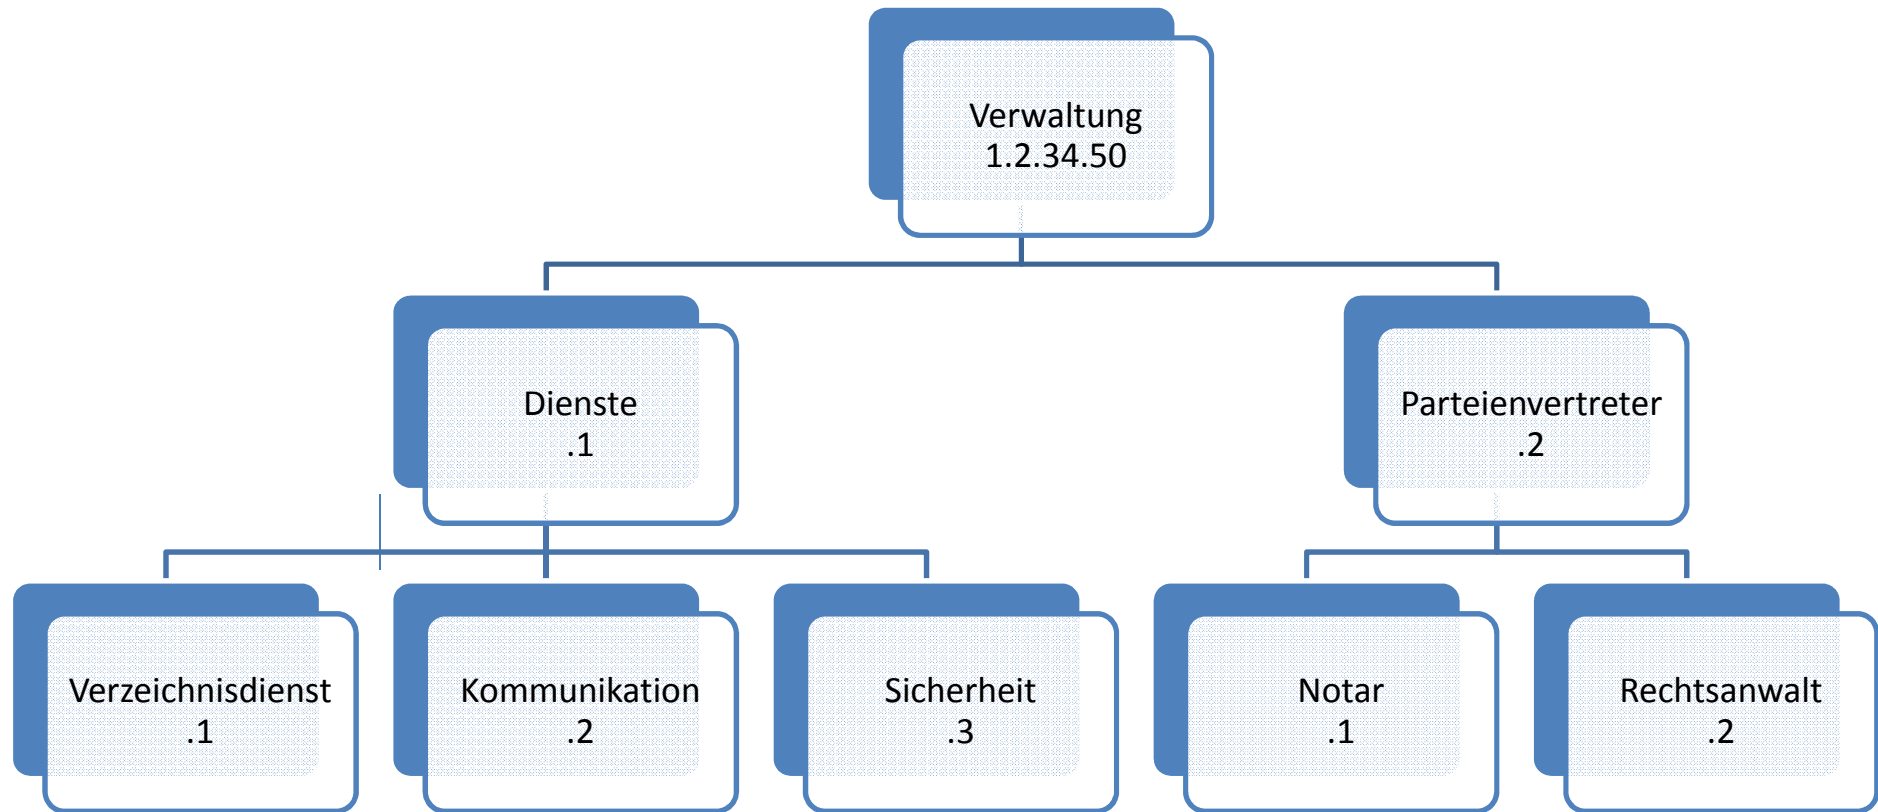 Verwaltung
1.2.34.50
Dienste
.1
Parteienvertreter
.2
Verzeichnisdienst
.1
Kommunikation
.2
Sicherheit
.3
Notar
.1
Rechtsanwalt
.2